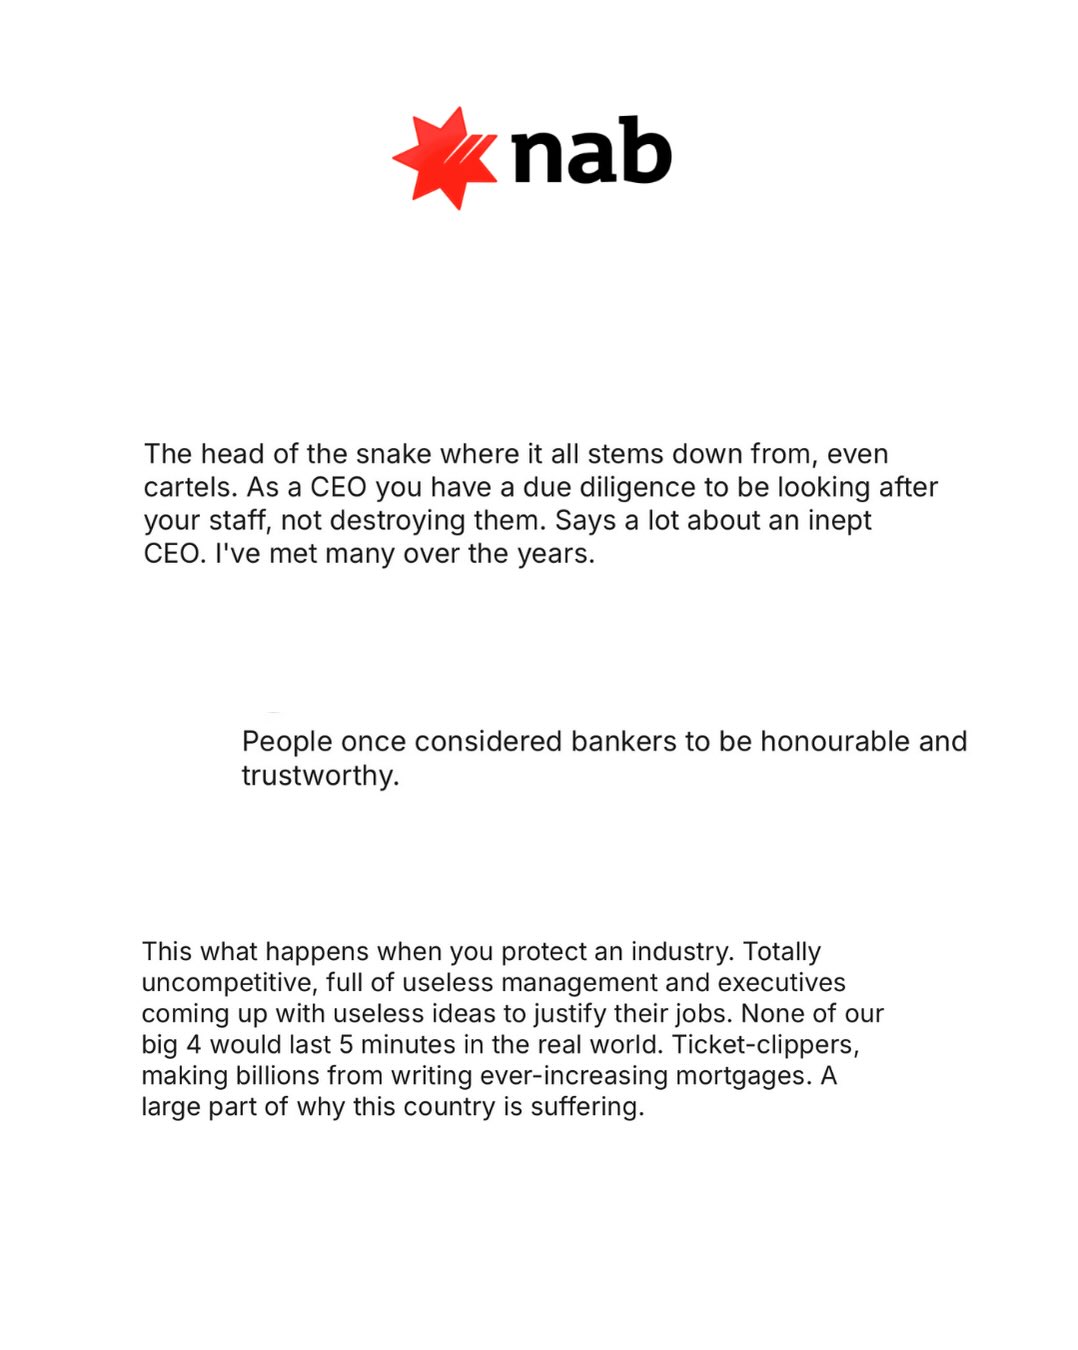 nab
The head of the snake where it all stems down from, even
cartels. As a CEO you have a due diligence to be looking after
your staff, not destroying them. Says a lot about an inept
CEO. I've met many over the years.
People once considered bankers to be honourable and
trustworthy.
This what happens when you protect an industry. Totally
uncompetitive, full of useless management and executives
coming up with useless ideas to justify their jobs. None of our
big 4 would last 5 minutes in the real world. Ticket-clippers,
making billions from writing ever-increasing mortgages. A
large part of why this country is suffering.